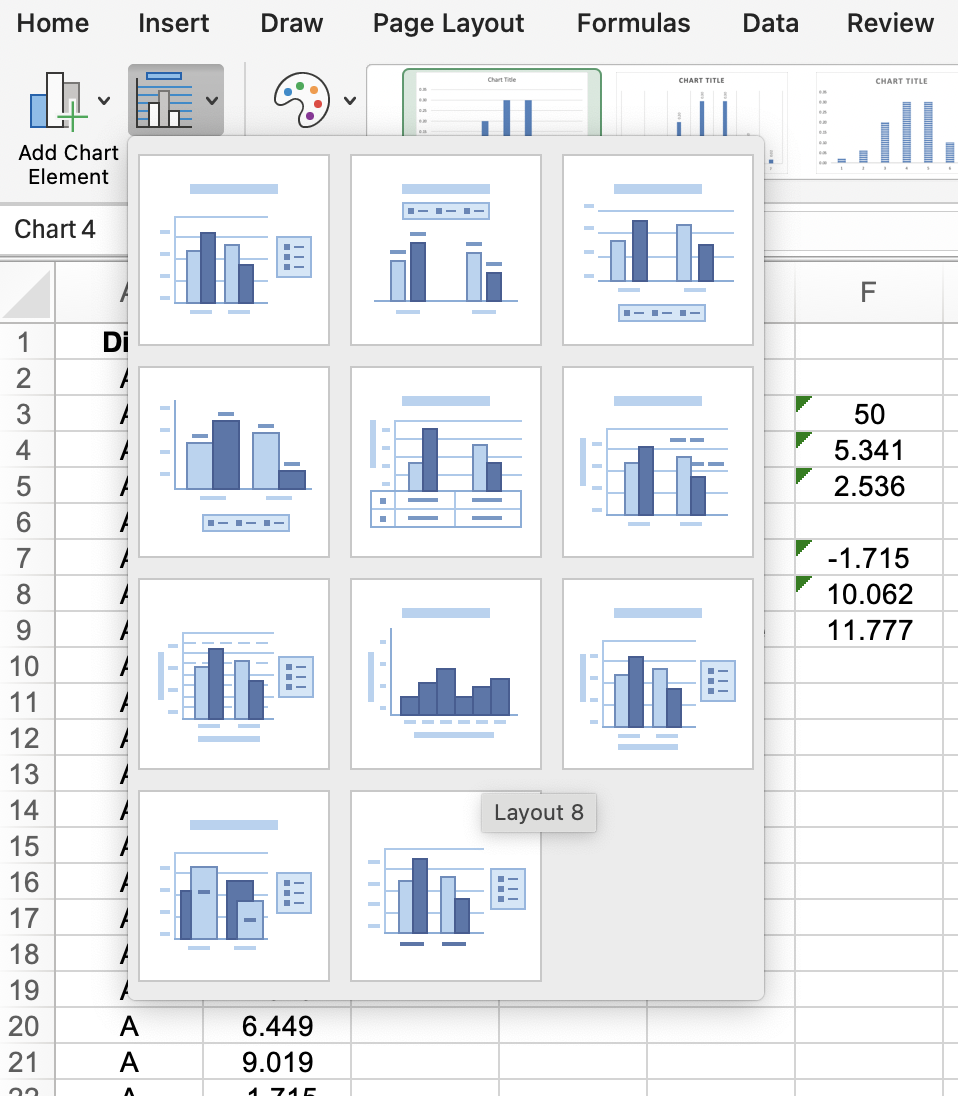 Home Insert Draw Page Layout Formulas Data Review
Chart Title CHART TITLE CHART TITLE
Add Chart
Element
Chart 4
F
1 Di
2
3 50
4 5.341
5 2.536
6
7 -1.715
8 10.062
9 11.777
10
11
12
13
Layout 8
14
15
16
17
18
19
20 A 6.449
21 A 9.019
22 A -1.715